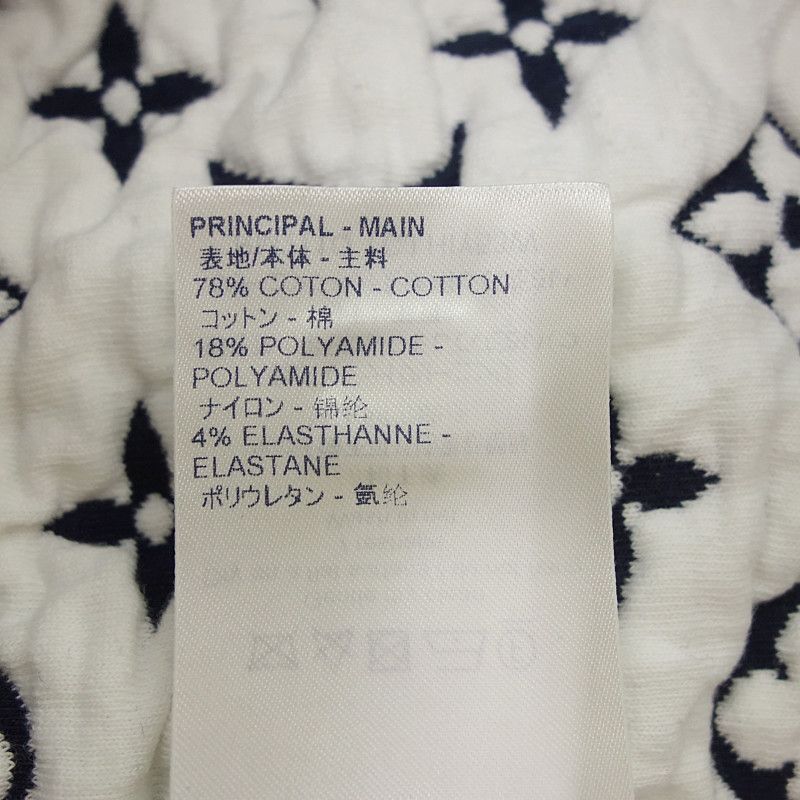 PRINCIPAL - MAIN
表地/本体 - 主料
78% COTON - COTTON
コットン - 棉
18% POLYAMIDE -
POLYAMIDE
ナイロン - 锦纶
4% ELASTHANNE -
ELASTANE
ポリウレタン - 氨纶